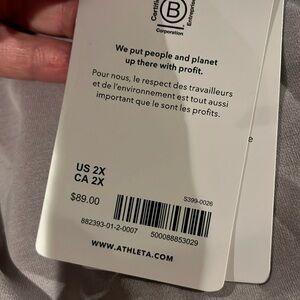 Certified
B
Corporation
We put people and planet
up there with profit.
Pour nous, le respect des travailleurs
et de l'environnement est tout aussi
important que le sont les profits.
US 2X
CA 2X
$89.00
S399-0026
882393-01-2-0007 500088853029
WWW.ATHLETA.COM
e